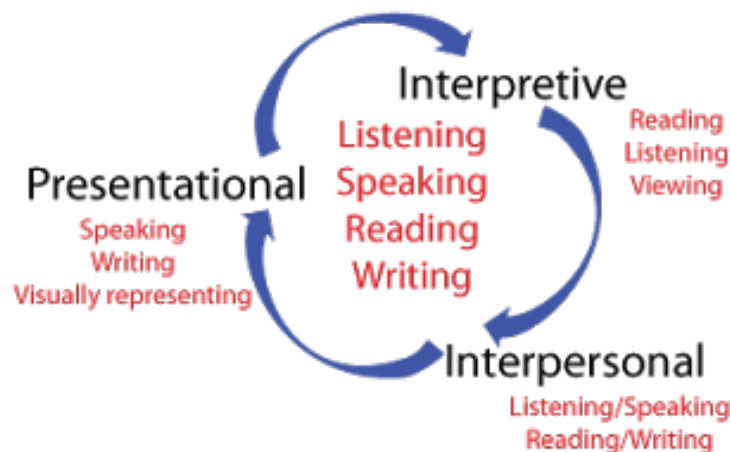 Interpretive
Reading
Listening
Viewing
Listening
Speaking
Reading
Writing
Presentational
Speaking
Writing
Visually representing
Interpersonal
Listening/Speaking
Reading/Writing